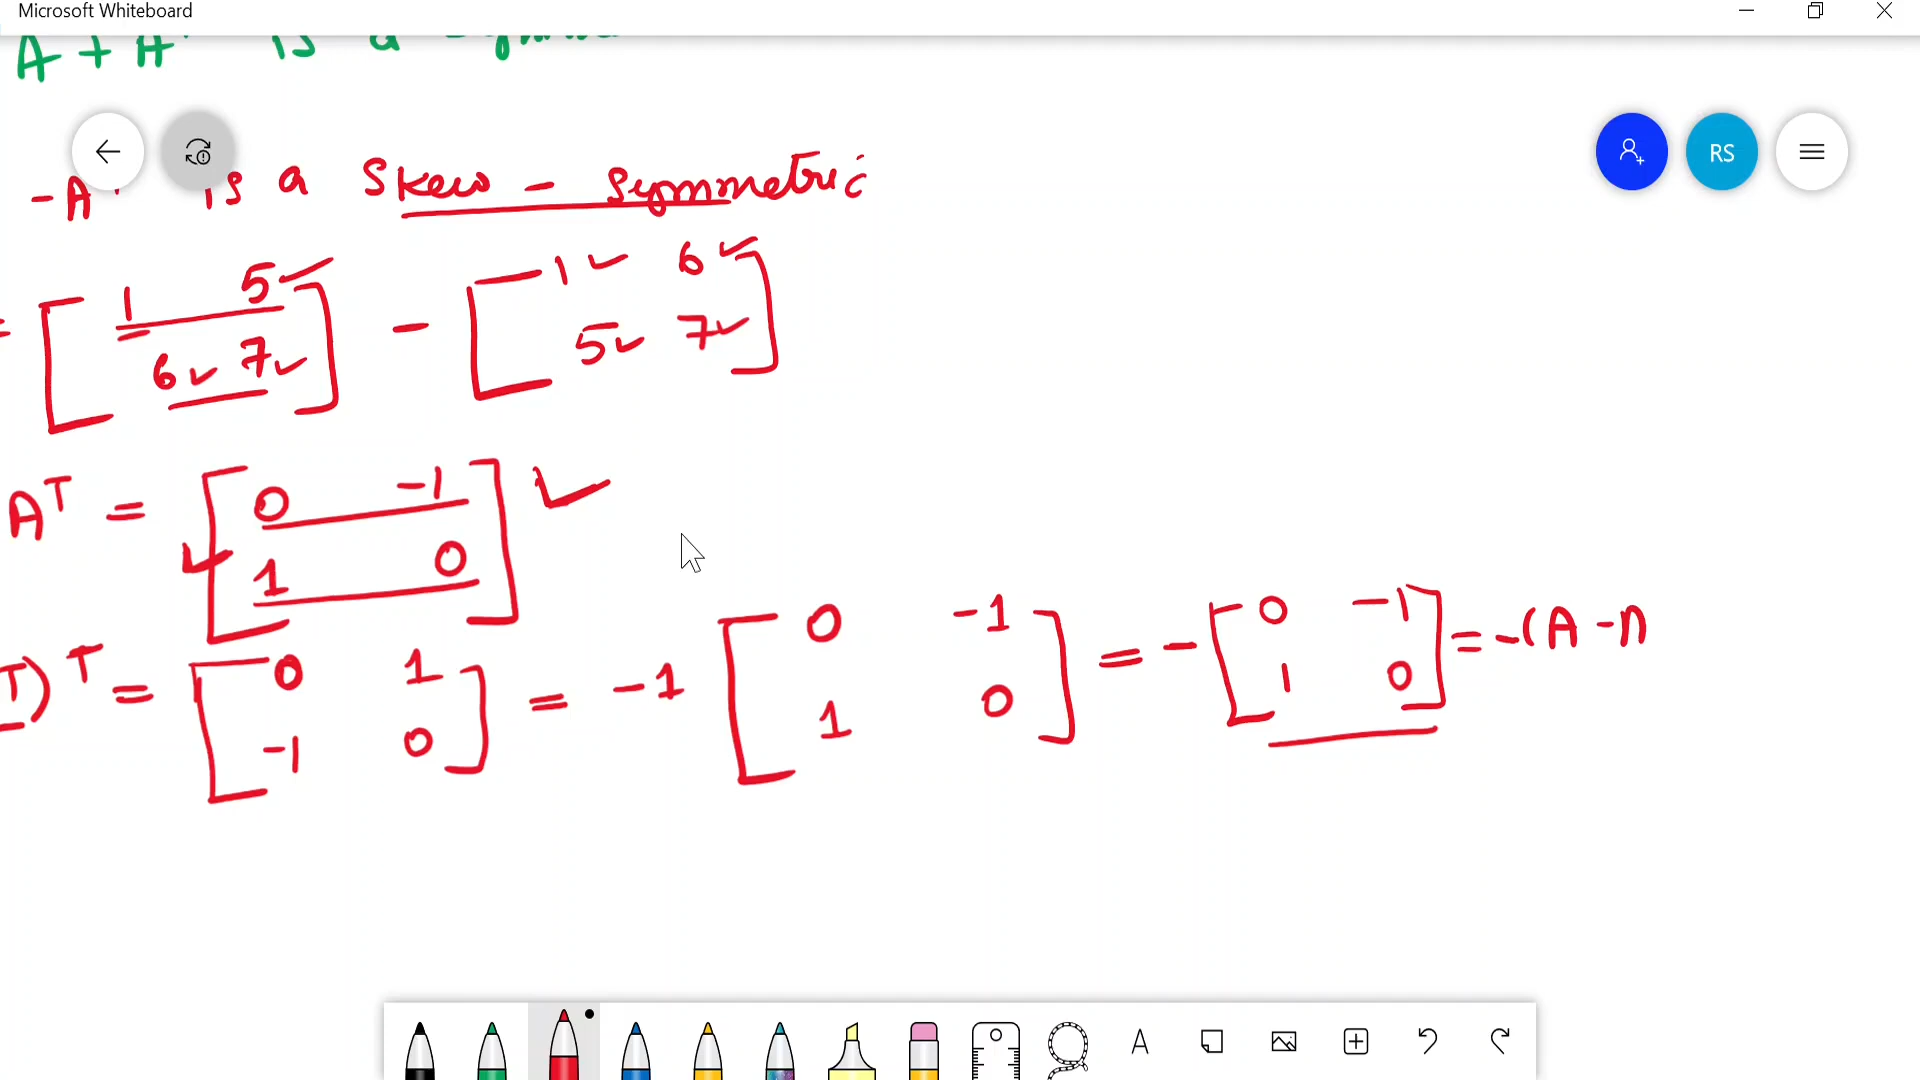 Microsoft Whiteboard
A + A is a
RS
-A is a Skew - Symmetric
= [ 1 5 6 7 ] - [ 1 6 5 7 ]
A^T = [ 0 -1 1 0 ]
T)^T = [ 0 1 -1 0 ] = -1 [ 0 -1 1 0 ] = - [ 0 -1 1 0 ] = -(A -